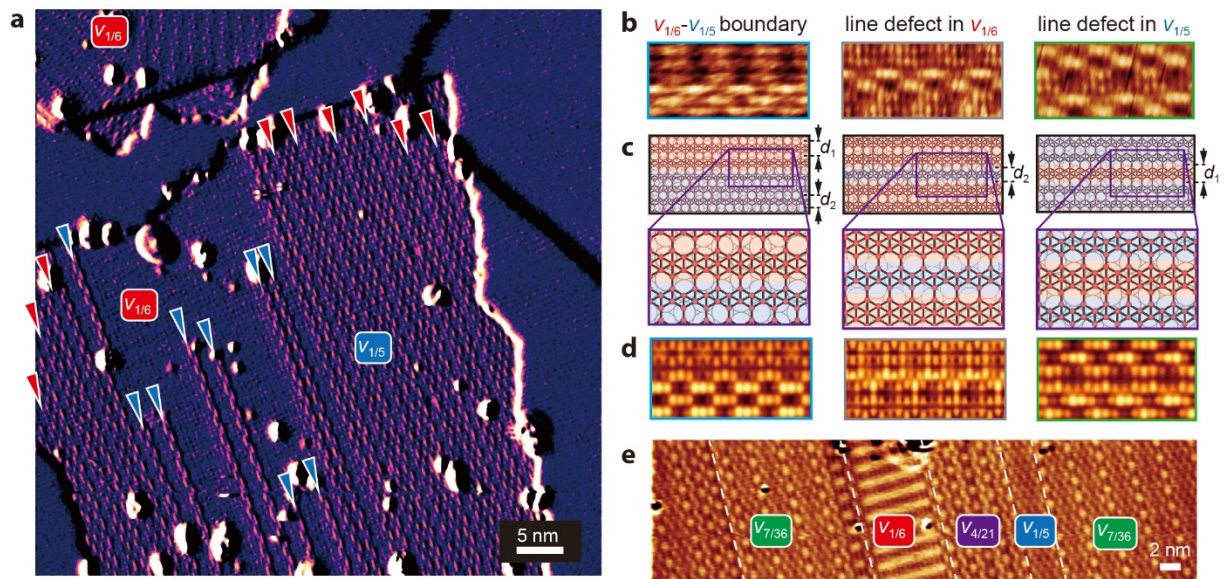 a
V1/6
V1/6
V1/5
5 nm
b
V1/6-V1/5 boundary
line defect in V1/6
line defect in V1/5
c
d1
d2
d2
d1
d
e
V7/36
V1/6
V4/21
V1/5
V7/36
2 nm